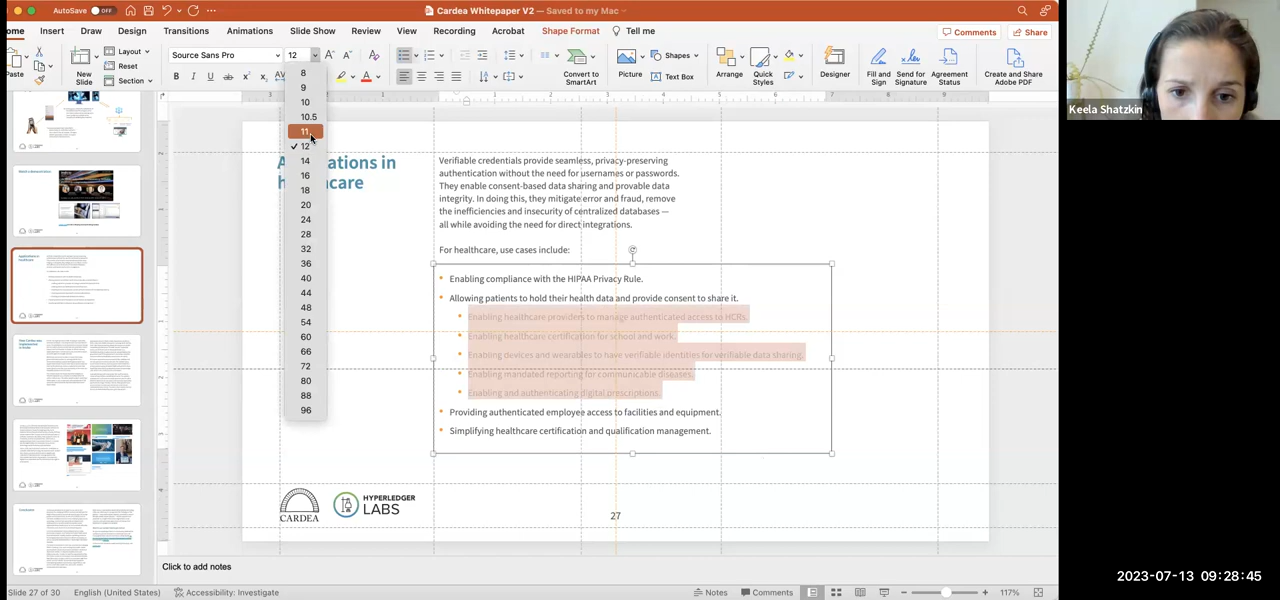 AutoSave OFF
Cardea Whitepaper V2 — Saved to my Mac
ome Insert Draw Design Transitions Animations Slide Show Review View Recording Acrobat Shape Format Tell me
Comments Share
Paste
New
Slide
Layout
Reset
Section
Source Sans Pro
12
B I U ab x² x₂ AV
Convert to
SmartArt
Picture
Shapes
Text Box
Arrange
Quick
Styles
Designer
Fill and
Sign
Send for
Signature
Agreement
Status
Create and Share
Adobe PDF
8
9
10
10.5
11
12
14
16
18
20
24
28
32
36
40
44
48
54
60
66
72
80
88
96
Verifiable credentials provide seamless, privacy-preserving
authentication without the need for usernames or passwords.
They enable consent-based data sharing and provable data
integrity. In doing this, they mitigate error and fraud, remove
the inefficiencies and insecurity of centralized databases —
all while avoiding the need for direct integrations.
For healthcare, use cases include:
• Enabling compliance with the HIPAA Privacy Rule.
• Allowing patients to hold their health data and provide consent to share it.
• Enabling healthcare providers to manage authenticated access to HCRs.
• Enabling healthcare certification for school and work.
• Enabling devices and wearables to have verifiable identities for verifiable data sharing.
• Enabling mandated reporting for communicable diseases.
• Enabling and authenticating digital prescriptions.
• Providing authenticated employee access to facilities and equipment.
• Simplifying healthcare certification and qualification management.
CARDEA
HYPERLEDGER
LABS
27
Click to add notes
Slide 27 of 30
English (United States)
Accessibility: Investigate
Notes
Comments
117%
Keela Shatzkin
2023-07-13 09:28:45